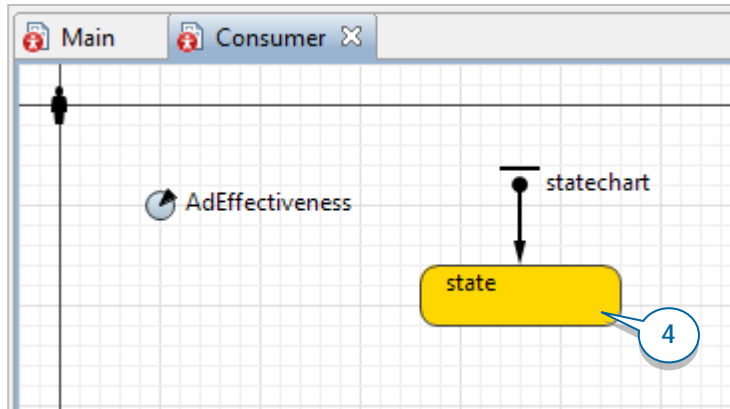 Main
Consumer
AdEffectiveness
statechart
state
4